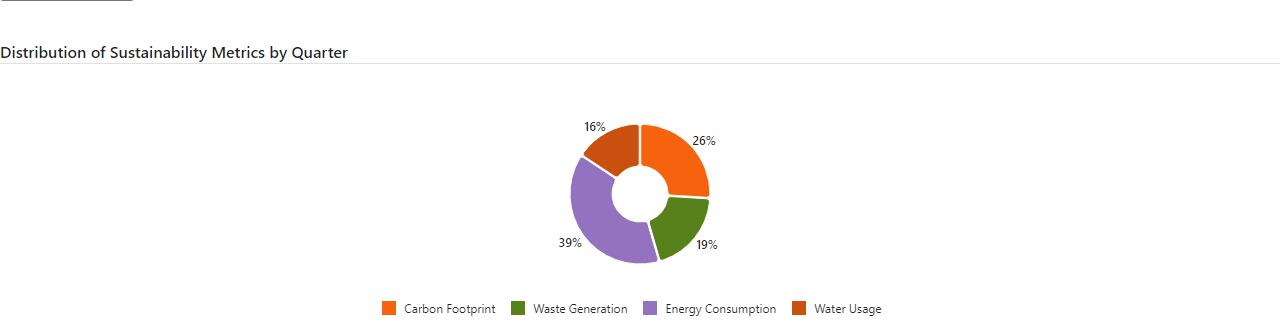 Distribution of Sustainability Metrics by Quarter
16%
26%
39%
19%
Carbon Footprint
Waste Generation
Energy Consumption
Water Usage